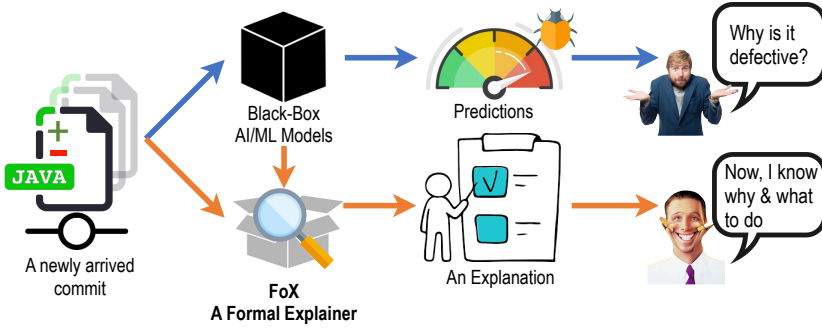 Why is it
defective?
Black-Box
AI/ML Models
Predictions
JAVA
A newly arrived
commit
Now, I know
why & what
to do
FoX
A Formal Explainer
An Explanation